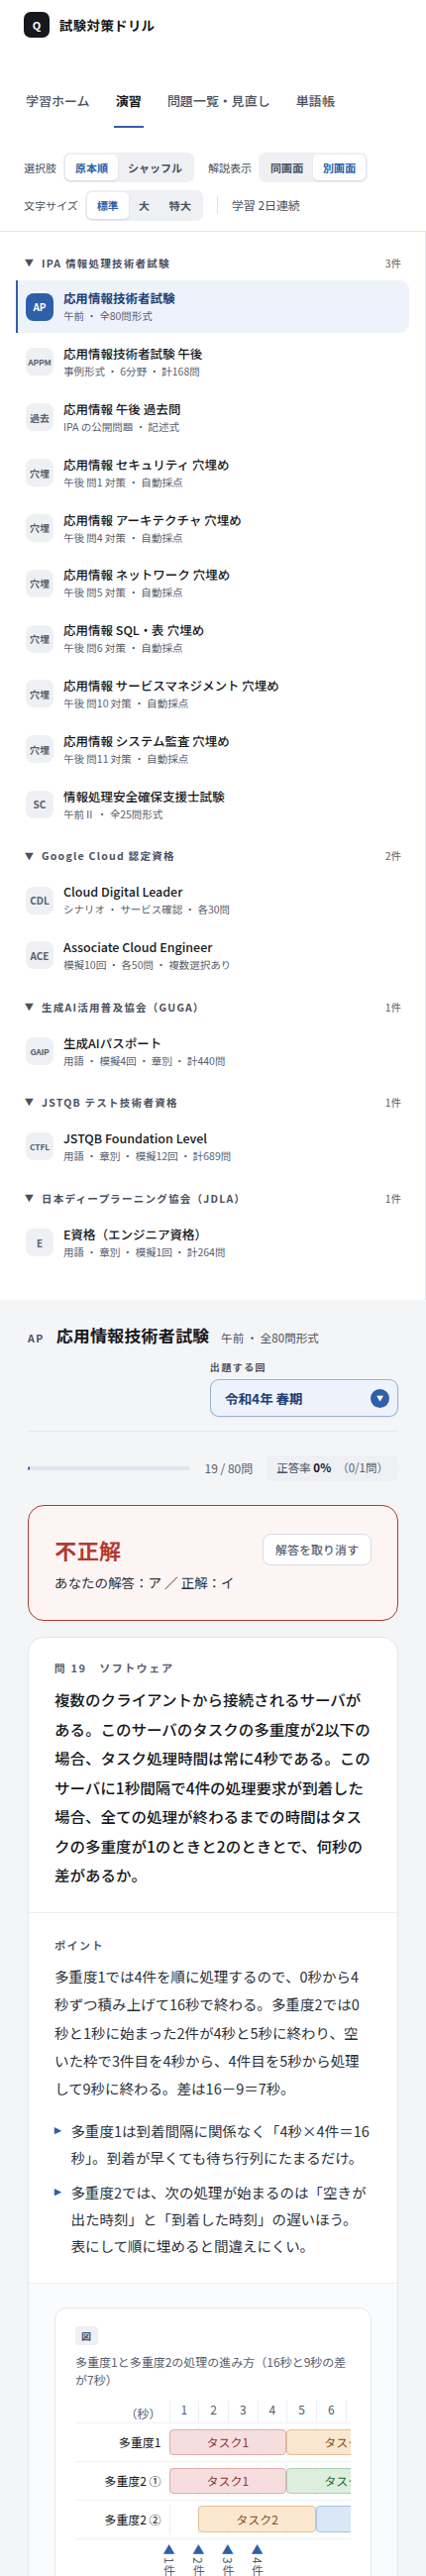 Q 試験対策ドリル
学習ホーム 演習 問題一覧・見直し 単語帳
選択肢 原本順 シャッフル 解説表示 同画面 別画面
文字サイズ 標準 大 特大 学習 2日連続
▼ IPA 情報処理技術者試験 3件
AP 応用情報技術者試験
午前 ・ 全80問形式
APPM 応用情報技術者試験 午後
事例形式 ・ 6分野 ・ 計168問
過去 応用情報 午後 過去問
IPA の公開問題 ・ 記述式
穴埋 応用情報 セキュリティ 穴埋め
午後 問1 対策 ・ 自動採点
穴埋 応用情報 アーキテクチャ 穴埋め
午後 問4 対策 ・ 自動採点
穴埋 応用情報 ネットワーク 穴埋め
午後 問5 対策 ・ 自動採点
穴埋 応用情報 SQL・表 穴埋め
午後 問6 対策 ・ 自動採点
穴埋 応用情報 サービスマネジメント 穴埋め
午後 問10 対策 ・ 自動採点
穴埋 応用情報 システム監査 穴埋め
午後 問11 対策 ・ 自動採点
SC 情報処理安全確保支援士試験
午前Ⅱ ・ 全25問形式
▼ Google Cloud 認定資格 2件
CDL Cloud Digital Leader
シナリオ ・ サービス確認 ・ 各30問
ACE Associate Cloud Engineer
模擬10回 ・ 各50問 ・ 複数選択あり
▼ 生成AI活用普及協会（GUGA） 1件
GAIP 生成AIパスポート
用語 ・ 模擬4回 ・ 章別 ・ 計440問
▼ JSTQB テスト技術者資格 1件
CTFL JSTQB Foundation Level
用語 ・ 章別 ・ 模擬12回 ・ 計689問
▼ 日本ディープラーニング協会（JDLA） 1件
E E資格（エンジニア資格）
用語 ・ 章別 ・ 模擬1回 ・ 計264問
AP 応用情報技術者試験 午前 ・ 全80問形式
出題する回
令和4年 春期 ▼
19 / 80問 正答率 0% （0/1問）
不正解 解答を取り消す
あなたの解答：ア ／ 正解：イ
問 19 ソフトウェア
複数のクライアントから接続されるサーバが
ある。このサーバのタスクの多重度が2以下の
場合、タスク処理時間は常に4秒である。この
サーバに1秒間隔で4件の処理要求が到着した
場合、全ての処理が終わるまでの時間はタス
クの多重度が1のときと2のときとで、何秒の
差があるか。
ポイント
多重度1では4件を順に処理するので、0秒から4
秒ずつ積み上げて16秒で終わる。多重度2では0
秒と1秒に始まった2件が4秒と5秒に終わり、空
いた枠で3件目を4秒から、4件目を5秒から処理
して9秒に終わる。差は16－9＝7秒。
▶ 多重度1は到着間隔に関係なく「4秒×4件＝16
秒」。到着が早くても待ち行列にたまるだけ。
▶ 多重度2では、次の処理が始まるのは「空きが
出た時刻」と「到着した時刻」の遅いほう。
表にして順に埋めると間違えにくい。
図
多重度1と多重度2の処理の進み方（16秒と9秒の差
が7秒）
（秒） 1 2 3 4 5 6
多重度1 タスク1 タス
多重度2 ① タスク1 タス
多重度2 ② タスク2
▲ ▲ ▲ ▲
1件 2件 3件 4件